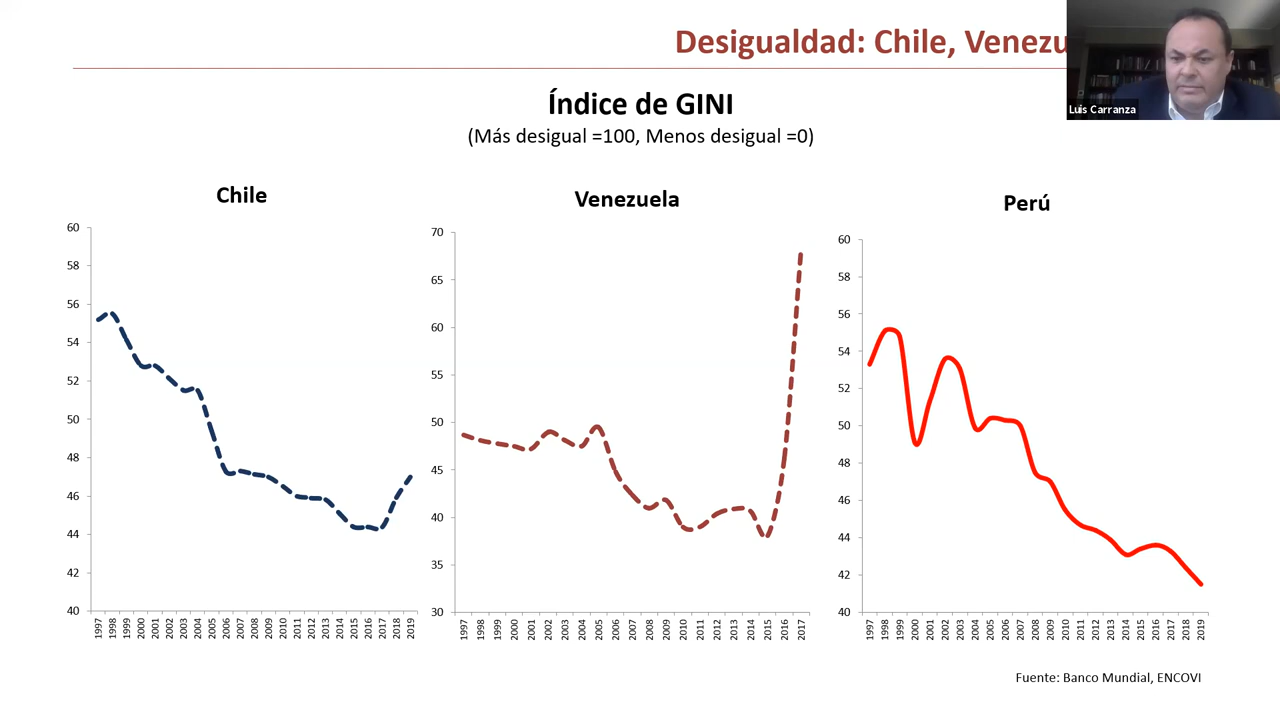 Desigualdad: Chile, Venezu
Luis Carranza
Índice de GINI
(Más desigual =100, Menos desigual =0)
Chile
60
58
56
54
52
50
48
46
44
42
40
1997 1998 1999 2000 2001 2002 2003 2004 2005 2006 2007 2008 2009 2010 2011 2012 2013 2014 2015 2016 2017 2018 2019
Venezuela
70
65
60
55
50
45
40
35
30
1997 1998 1999 2000 2001 2002 2003 2004 2005 2006 2007 2008 2009 2010 2011 2012 2013 2014 2015 2016 2017
Perú
60
58
56
54
52
50
48
46
44
42
40
1997 1998 1999 2000 2001 2002 2003 2004 2005 2006 2007 2008 2009 2010 2011 2012 2013 2014 2015 2016 2017 2018 2019
Fuente: Banco Mundial, ENCOVI